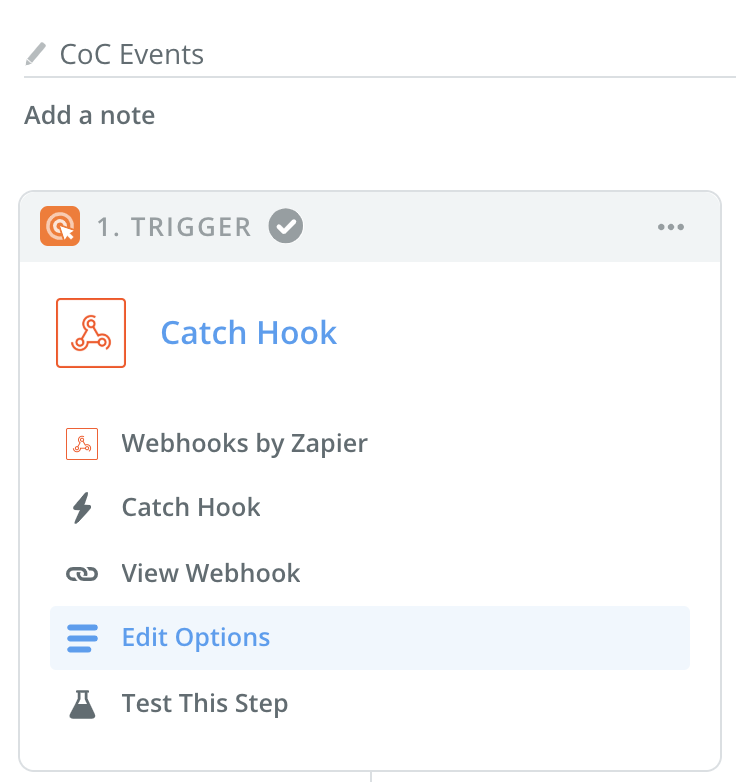 CoC Events
Add a note
1. TRIGGER
Catch Hook
Webhooks by Zapier
Catch Hook
View Webhook
Edit Options
Test This Step